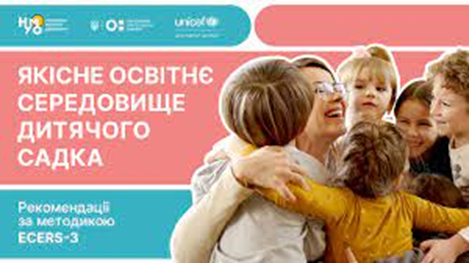 unicef
ЯКІСНЕ ОСВІТНЄ
СЕРЕДОВИЩЕ
ДИТЯЧОГО
САДКА
Рекомендації
за методикою
ECERS-3